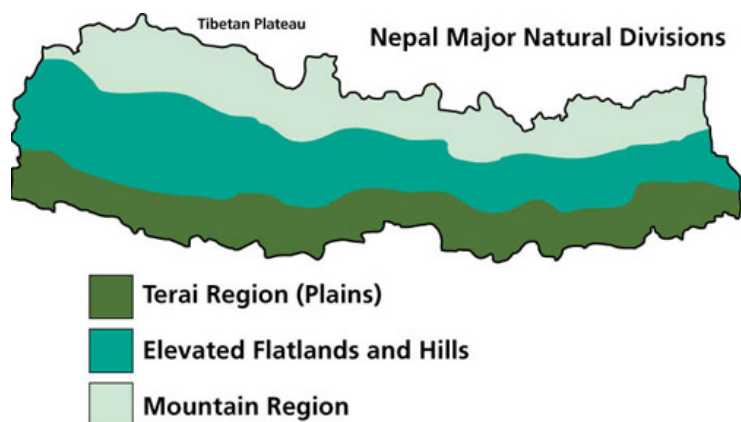 Tibetan Plateau
Nepal Major Natural Divisions
Terai Region (Plains)
Elevated Flatlands and Hills
Mountain Region